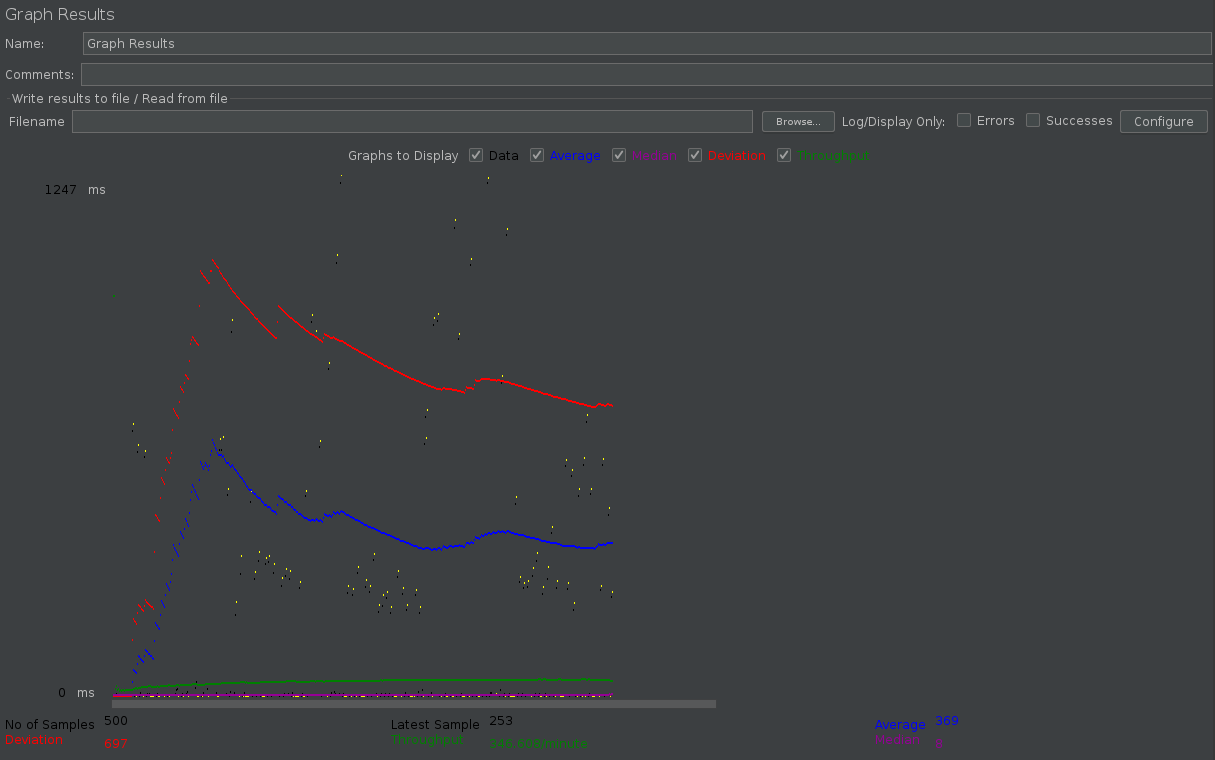 Graph Results
Name: Graph Results
Comments:
Write results to file / Read from file
Filename Browse... Log/Display Only: Errors Successes Configure
Graphs to Display Data Average Median Deviation Throughput
1247 ms
0 ms
No of Samples 500 Latest Sample 253 Average 369
Deviation 697 Throughput 346.608/minute Median